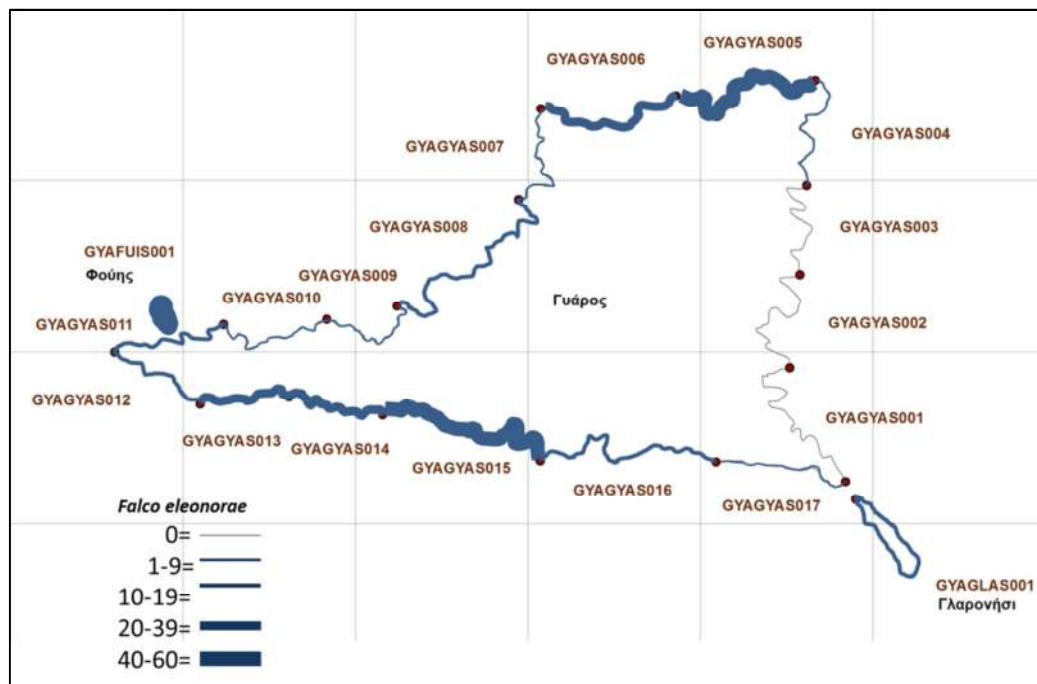 GYAGYAS005
GYAGYAS006
GYAGYAS004
GYAGYAS007
GYAGYAS008
GYAGYAS003
GYAFUIS001
Φούης
GYAGYAS009
GYAGYAS010
Γυάρος
GYAGYAS002
GYAGYAS011
GYAGYAS012
GYAGYAS001
GYAGYAS013
GYAGYAS014
GYAGYAS015
GYAGYAS016
GYAGYAS017
GYAGLAS001
Γλαρονήσι
Falco eleonorae
0=
1-9=
10-19=
20-39=
40-60=